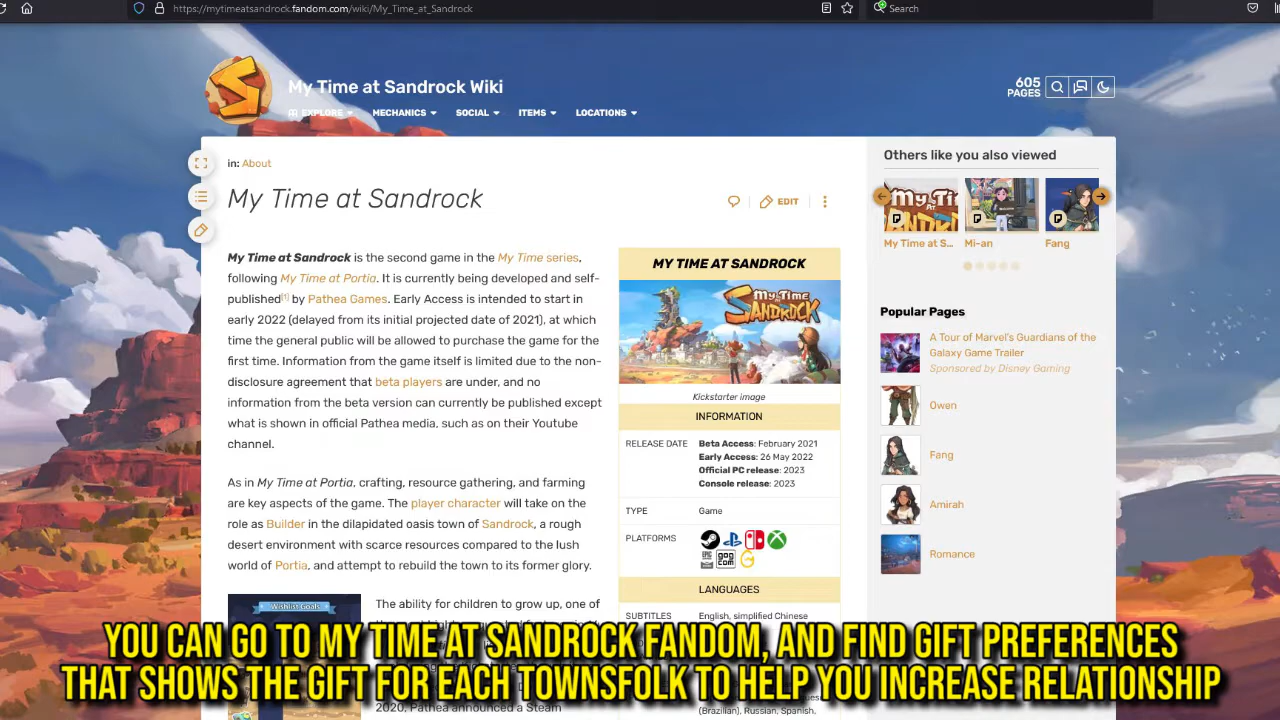 https://mytimeatsandrock.fandom.com/wiki/My_Time_at_Sandrock
Search
My Time at Sandrock Wiki
605
PAGES
EXPLORE
MECHANICS
SOCIAL
ITEMS
LOCATIONS
in: About
My Time at Sandrock
EDIT
My Time at Sandrock is the second game in the My Time series,
following My Time at Portia. It is currently being developed and self-
published[1] by Pathea Games. Early Access is intended to start in
early 2022 (delayed from its initial projected date of 2021), at which
time the general public will be allowed to purchase the game for the
first time. Information from the game itself is limited due to the non-
disclosure agreement that beta players are under, and no
information from the beta version can currently be published except
what is shown in official Pathea media, such as on their Youtube
channel.
As in My Time at Portia, crafting, resource gathering, and farming
are key aspects of the game. The player character will take on the
role as Builder in the dilapidated oasis town of Sandrock, a rough
desert environment with scarce resources compared to the lush
world of Portia, and attempt to rebuild the town to its former glory.
Wishlist Goals
The ability for children to grow up, one of
2020, Pathea announced a Steam
MY TIME AT SANDROCK
My Time
at
SANDROCK
Kickstarter image
INFORMATION
RELEASE DATE
Beta Access: February 2021
Early Access: 26 May 2022
Official PC release: 2023
Console release: 2023
TYPE
Game
PLATFORMS
EPIC
GAMES
gog
com
LANGUAGES
SUBTITLES
English, simplified Chinese
(Brazilian), Russian, Spanish,
Others like you also viewed
My Time at S...
Mi-an
Fang
Popular Pages
A Tour of Marvel's Guardians of the
Galaxy Game Trailer
Sponsored by Disney Gaming
Owen
Fang
Amirah
Romance
YOU CAN GO TO MY TIME AT SANDROCK FANDOM, AND FIND GIFT PREFERENCES
THAT SHOWS THE GIFT FOR EACH TOWNSFOLK TO HELP YOU INCREASE RELATIONSHIP